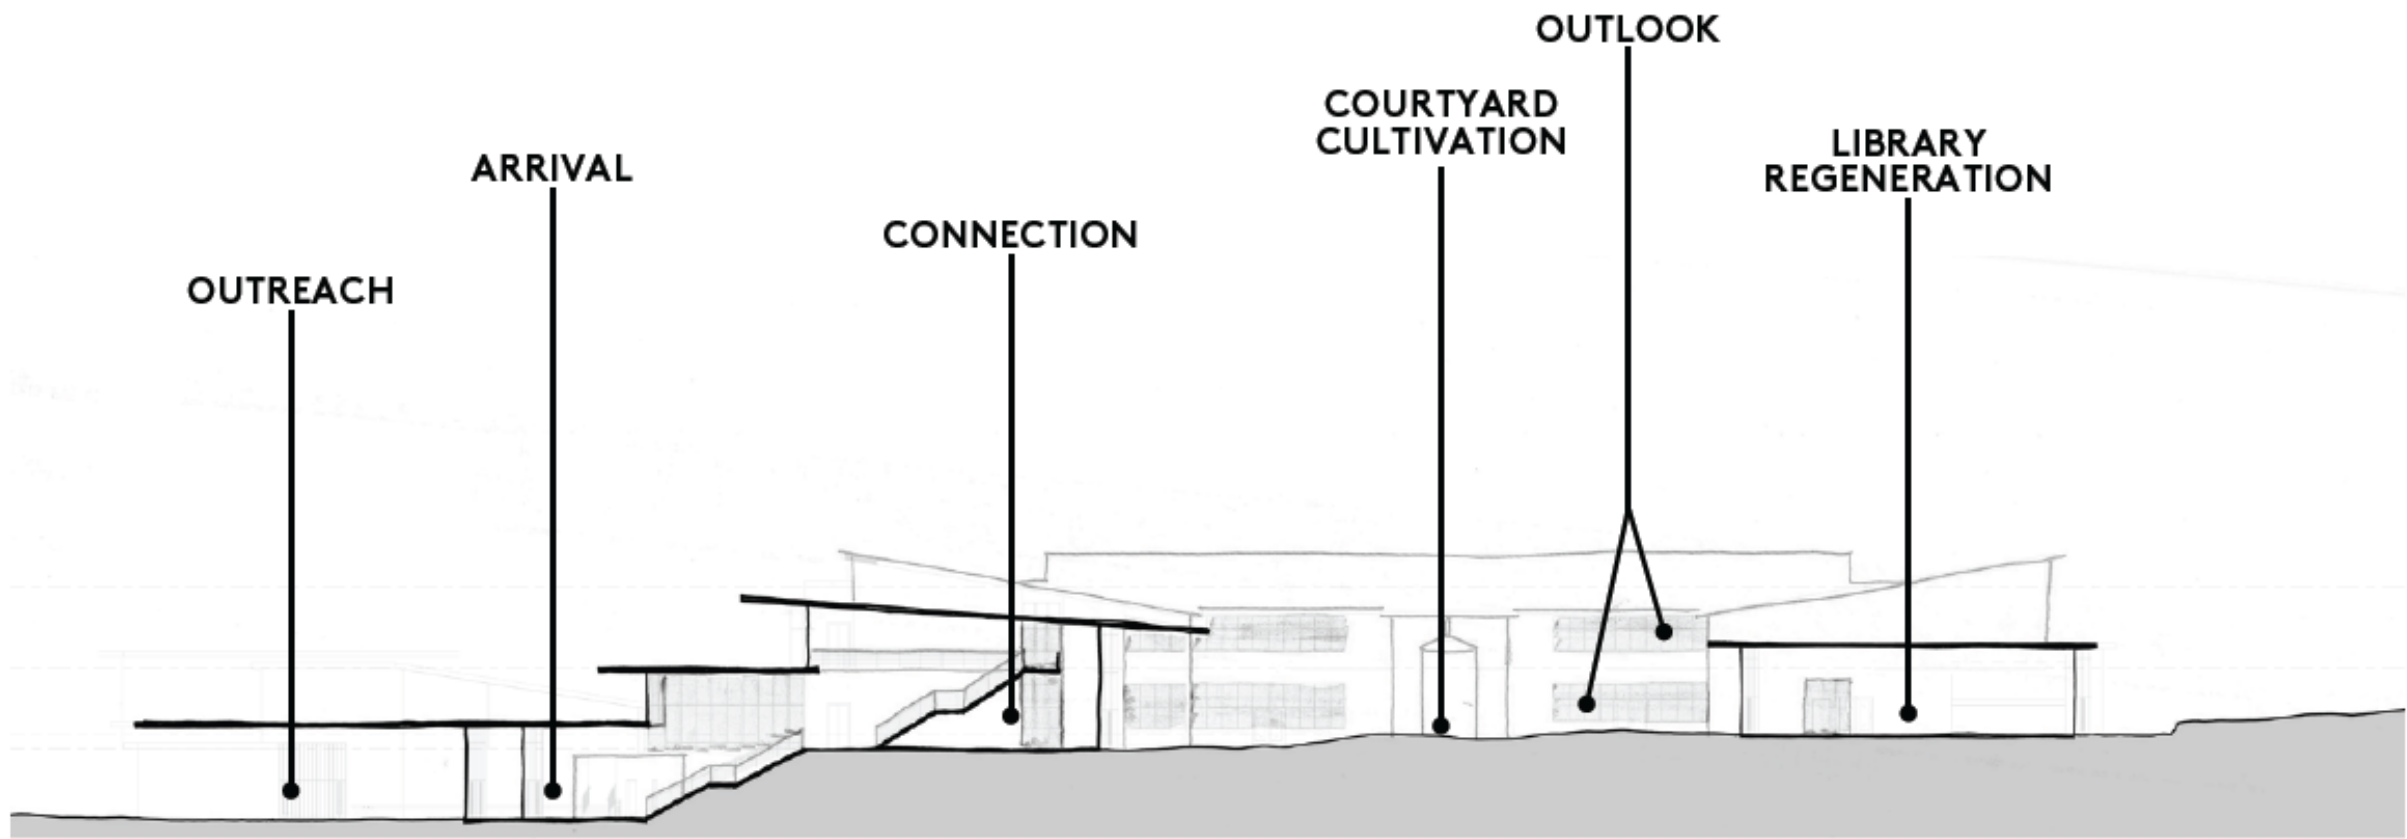 OUTLOOK
COURTYARD
CULTIVATION
LIBRARY
REGENERATION
ARRIVAL
CONNECTION
OUTREACH